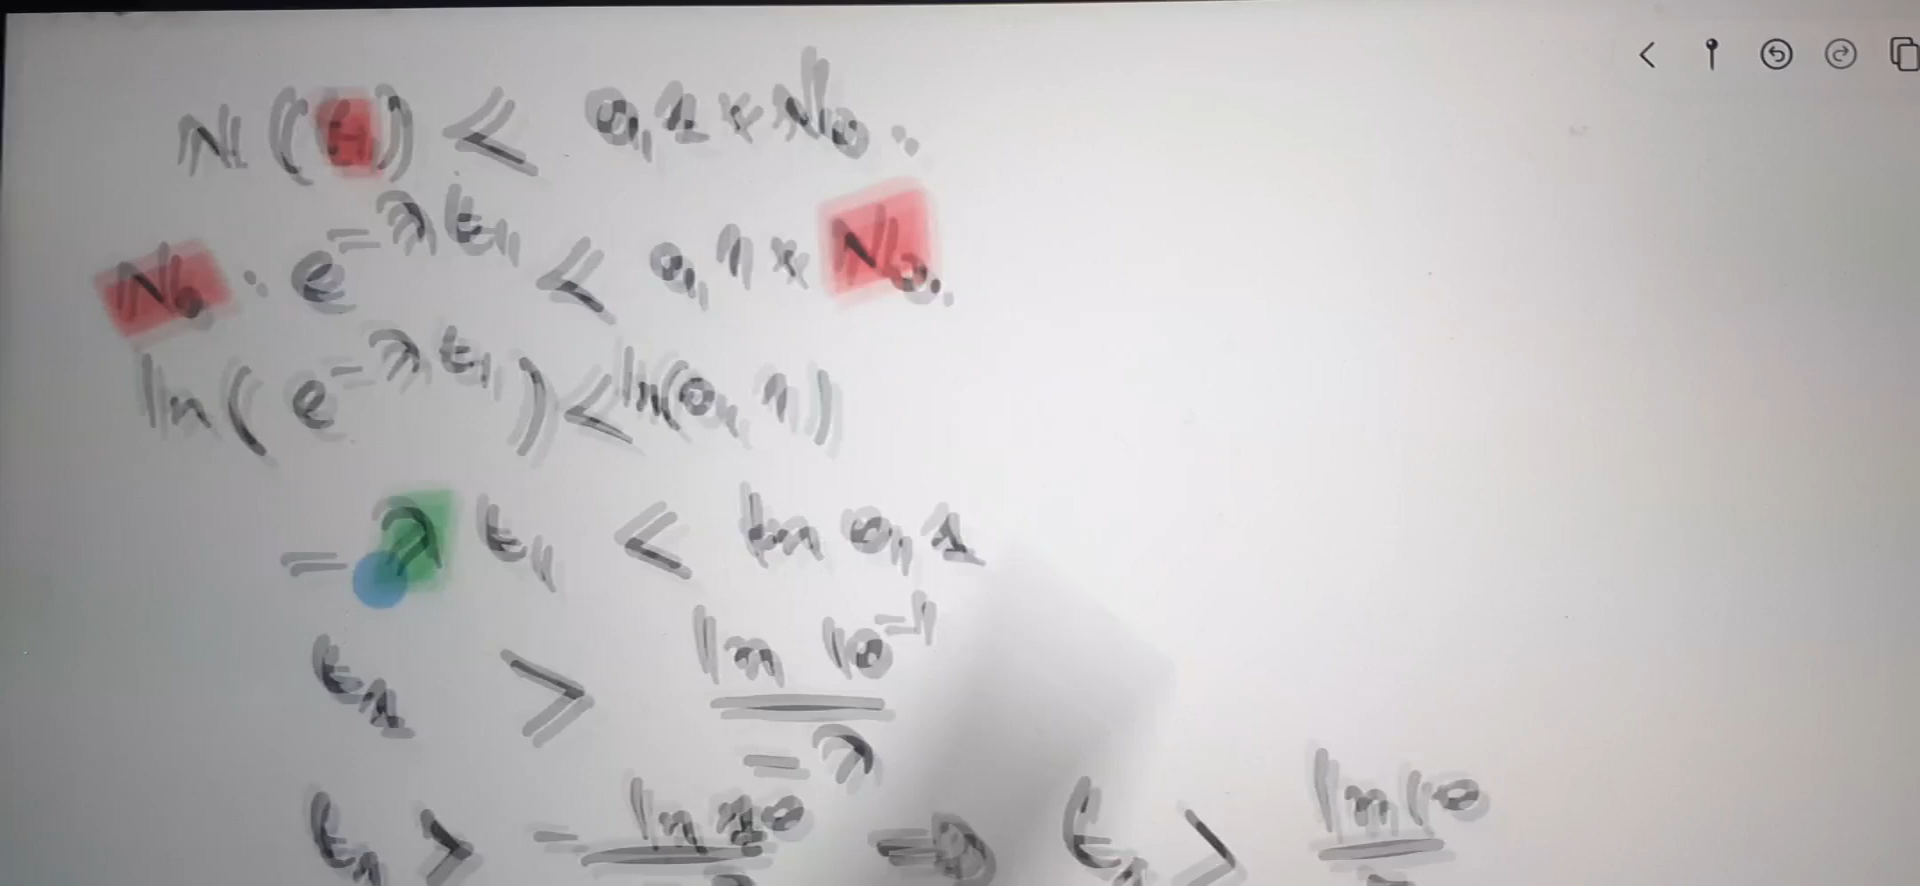 N(t₁) < 0,1 × N₀.
N₀ · e^(-λt₁) < 0,1 × N₀.
ln(e^(-λt₁)) < ln(0,1)
-λ t₁ < ln 0,1
t₁ > ln 10⁻¹ / -λ
t₁ > - ln 10 / ⇒ t₁ > ln 10 /